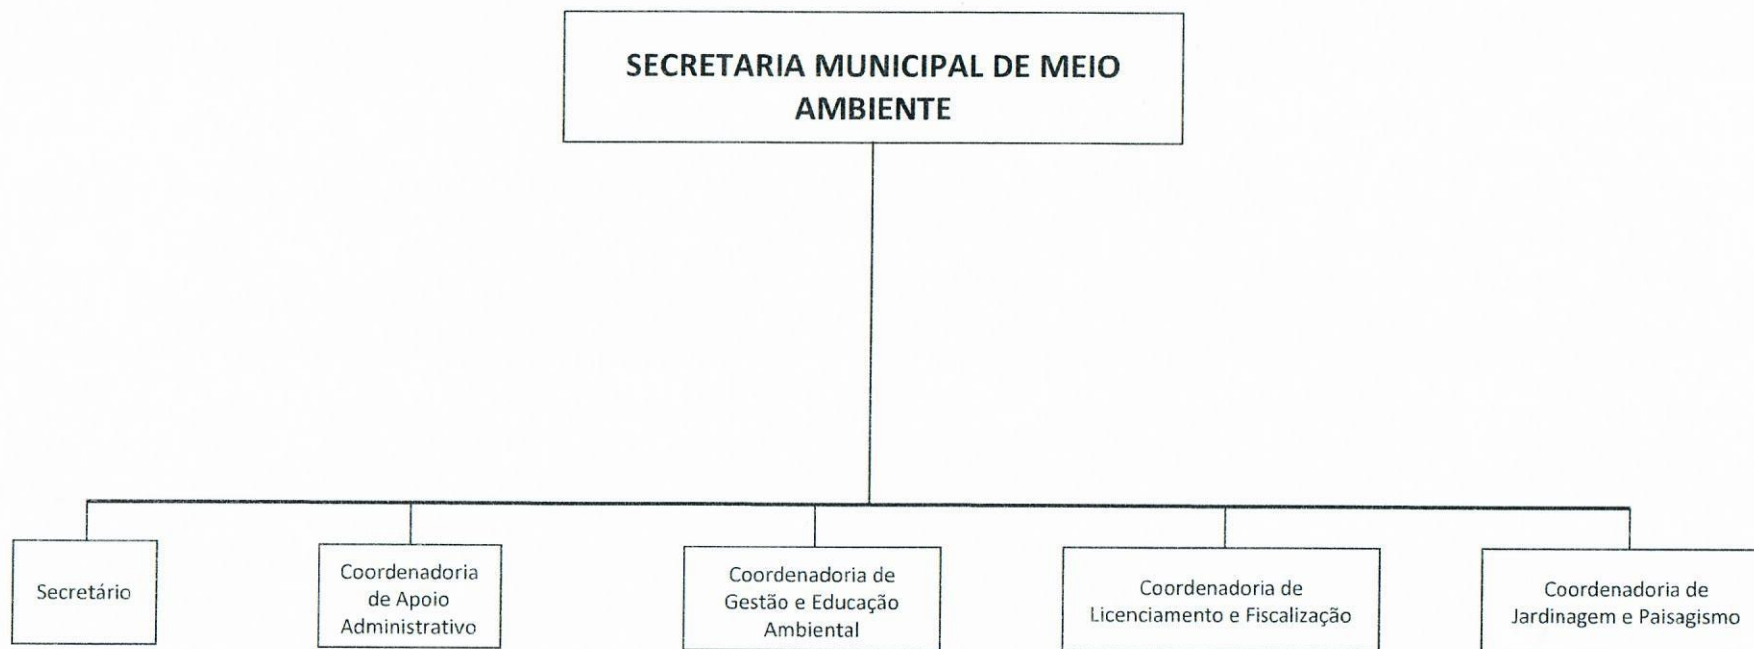 SECRETARIA MUNICIPAL DE MEIO
AMBIENTE
Secretário
Coordenadoria
de Apoio
Administrativo
Coordenadoria de
Gestão e Educação
Ambiental
Coordenadoria de
Licenciamento e Fiscalização
Coordenadoria de
Jardinagem e Paisagismo